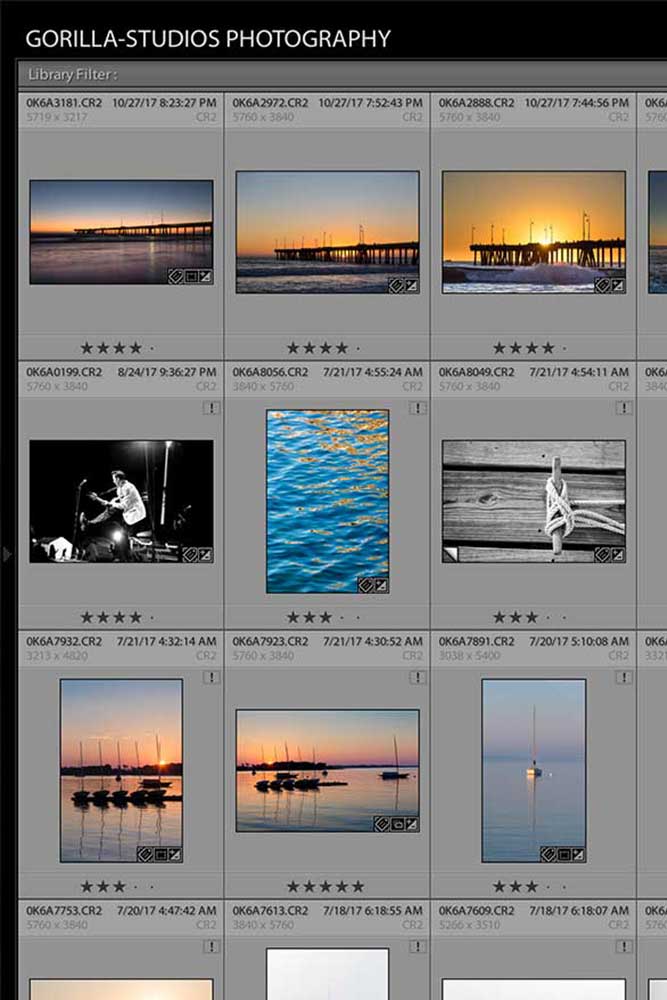 GORILLA-STUDIOS PHOTOGRAPHY
Library Filter :
0K6A3181.CR2 10/27/17 8:23:27 PM
5719 x 3217 CR2
0K6A2972.CR2 10/27/17 7:52:43 PM
5760 x 3840 CR2
0K6A2888.CR2 10/27/17 7:44:56 PM
5760 x 3840 CR2
0K6A0199.CR2 8/24/17 9:36:27 PM
5760 x 3840 CR2
0K6A8056.CR2 7/21/17 4:55:24 AM
3840 x 5760 CR2
0K6A8049.CR2 7/21/17 4:54:11 AM
5760 x 3840 CR2
0K6A7932.CR2 7/21/17 4:32:14 AM
3213 x 4820 CR2
0K6A7923.CR2 7/21/17 4:30:52 AM
5760 x 3840 CR2
0K6A7891.CR2 7/20/17 5:10:08 AM
3038 x 5400 CR2
0K6A7753.CR2 7/20/17 4:47:42 AM
5760 x 3840 CR2
0K6A7613.CR2 7/18/17 6:18:55 AM
3840 x 5760 CR2
0K6A7609.CR2 7/18/17 6:18:07 AM
5266 x 3510 CR2